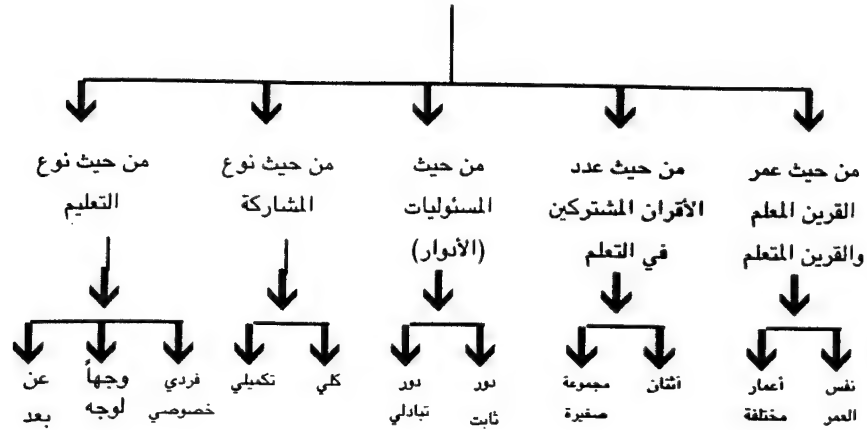 من حيث عمر
القرين المعلم
والقرين المتعلم
من حيث عدد
الأقران المشتركين
في التعلم
من حيث
المسئوليات
(الأدوار)
من حيث نوع
المشاركة
من حيث نوع
التعليم
نفس
العمر
أعمار
مختلفة
اثنان
مجموعة
صغيرة
دور
ثابت
دور
تبادلي
كلي
تكميلي
فردي
خصوصي
وجهاً
لوجه
عن
بعد